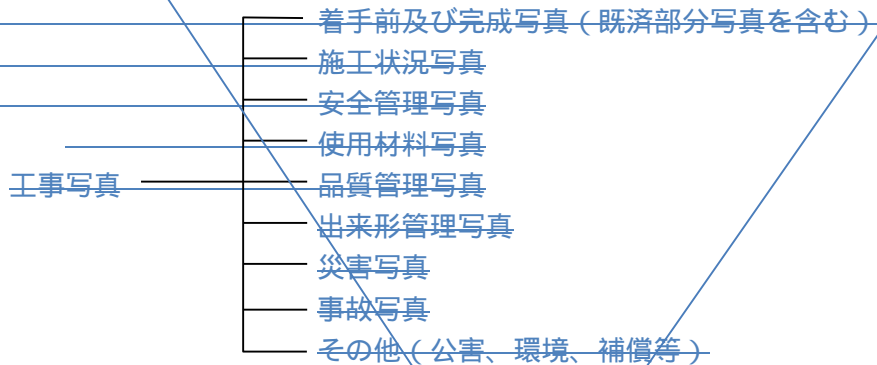 着手前及び完成写真（既済部分写真を含む）
施工状況写真
安全管理写真
使用材料写真
工事写真
品質管理写真
出来形管理写真
災害写真
事故写真
その他（公害、環境、補償等）